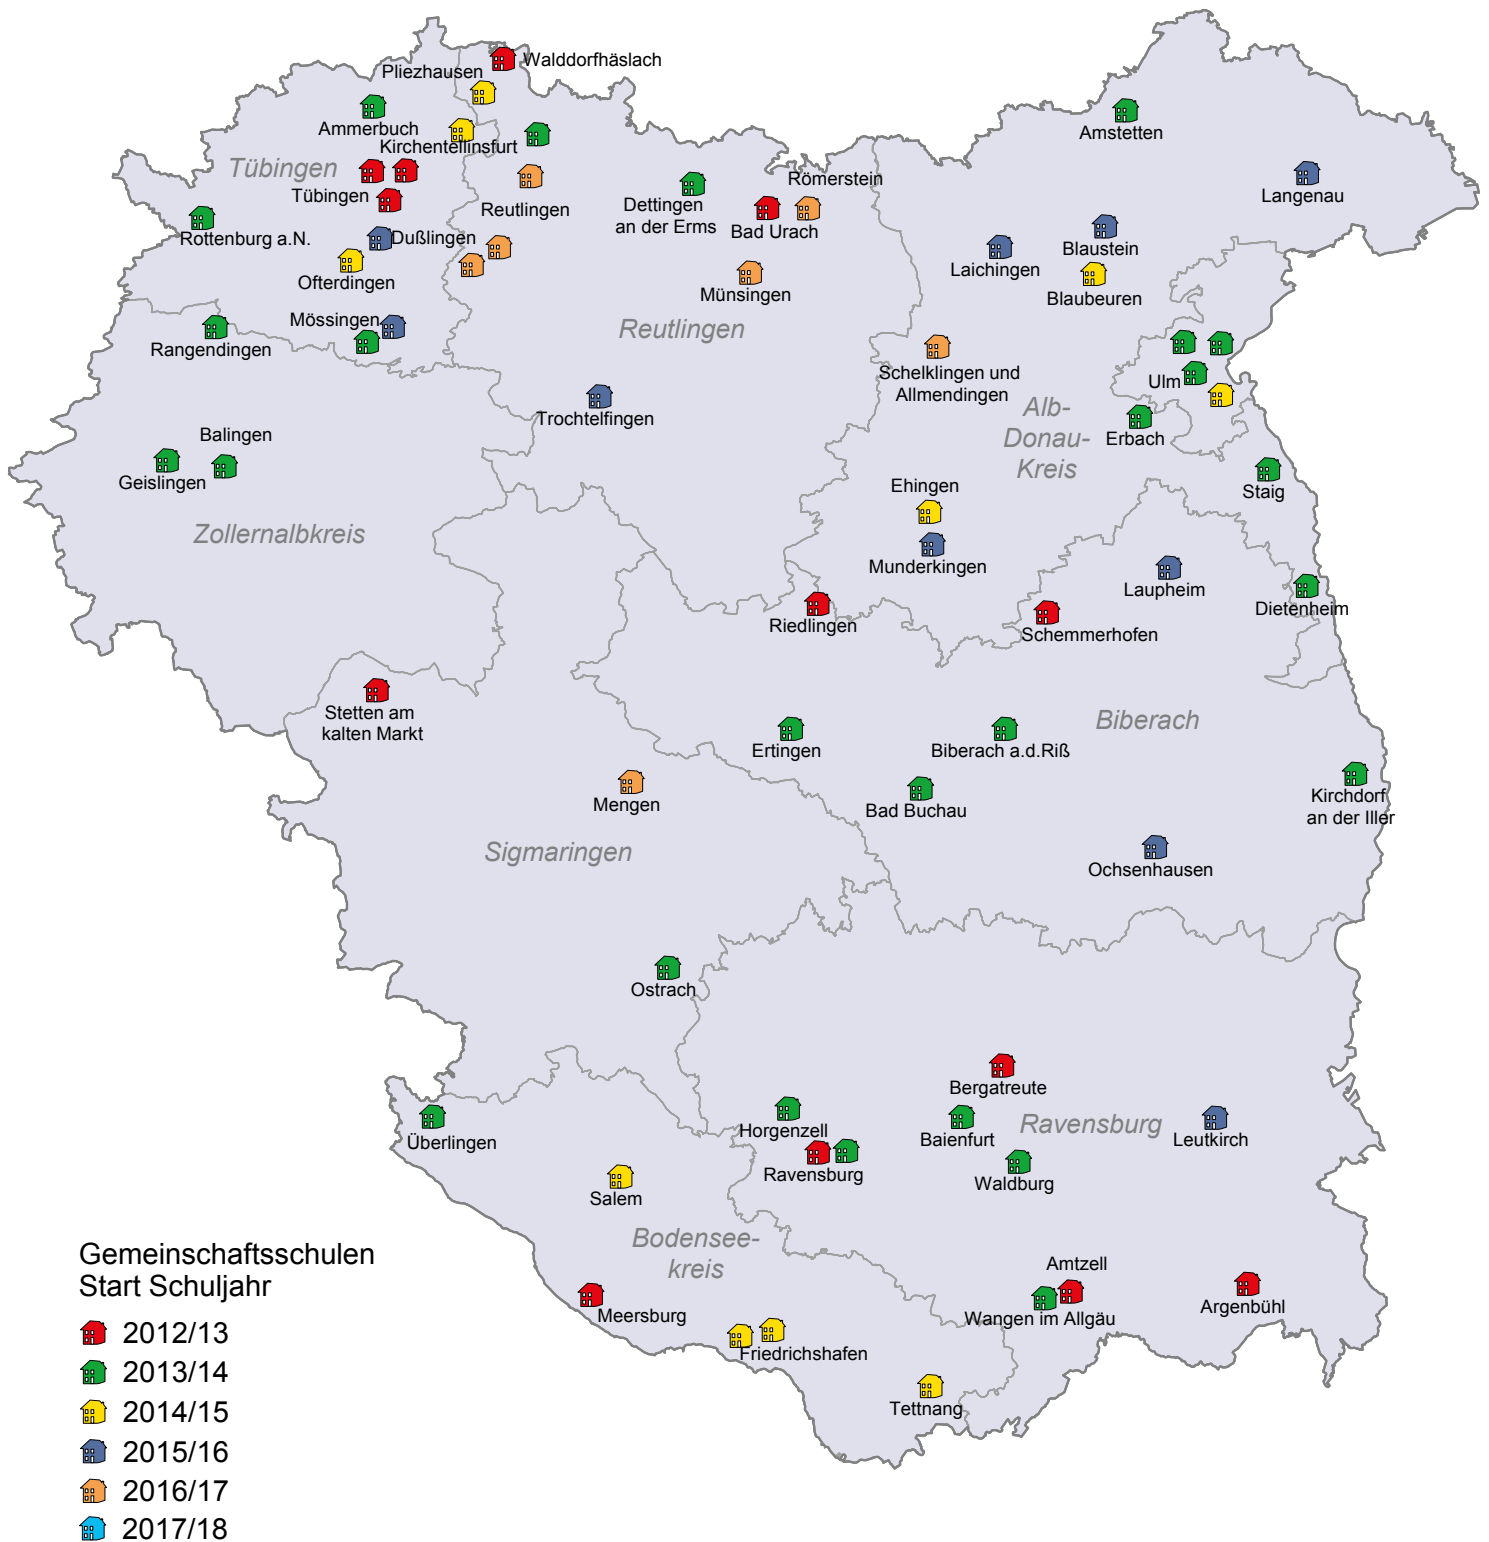 Walddorfhäslach
Pliezhausen
Ammerbuch
Kirchentellinsfurt
Amstetten
Tübingen
Tübingen
Römerstein
Langenau
Dettingen
an der Erms
Reutlingen
Bad Urach
Rottenburg a.N.
Dußlingen
Blaustein
Laichingen
Ofterdingen
Münsingen
Blaubeuren
Mössingen
Reutlingen
Rangendingen
Schelklingen und
Allmendingen
Ulm
Trochtelfingen
Alb-
Donau-
Kreis
Erbach
Balingen
Geislingen
Ehingen
Staig
Zollernalbkreis
Munderkingen
Laupheim
Dietenheim
Riedlingen
Schemmerhofen
Stetten am
kalten Markt
Biberach
Ertingen
Biberach a.d.Riß
Mengen
Bad Buchau
Kirchdorf
an der Iller
Sigmaringen
Ochsenhausen
Ostrach
Bergatreute
Horgenzell
Ravensburg
Überlingen
Baienfurt
Leutkirch
Ravensburg
Waldburg
Salem
Bodensee-
kreis
Amtzell
Meersburg
Wangen im Allgäu
Argenbühl
Friedrichshafen
Tettnang
Gemeinschaftsschulen
Start Schuljahr
2012/13
2013/14
2014/15
2015/16
2016/17
2017/18